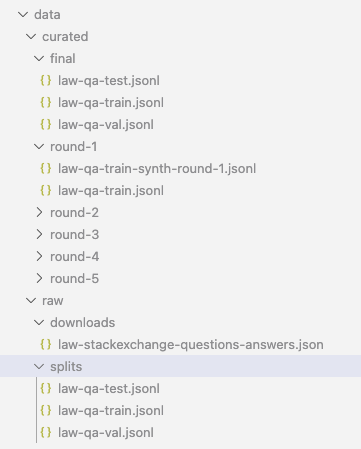 data
curated
final
{} law-qa-test.jsonl
{} law-qa-train.jsonl
{} law-qa-val.jsonl
round-1
{} law-qa-train-synth-round-1.jsonl
{} law-qa-train.jsonl
round-2
round-3
round-4
round-5
raw
downloads
{} law-stackexchange-questions-answers.json
splits
{} law-qa-test.jsonl
{} law-qa-train.jsonl
{} law-qa-val.jsonl